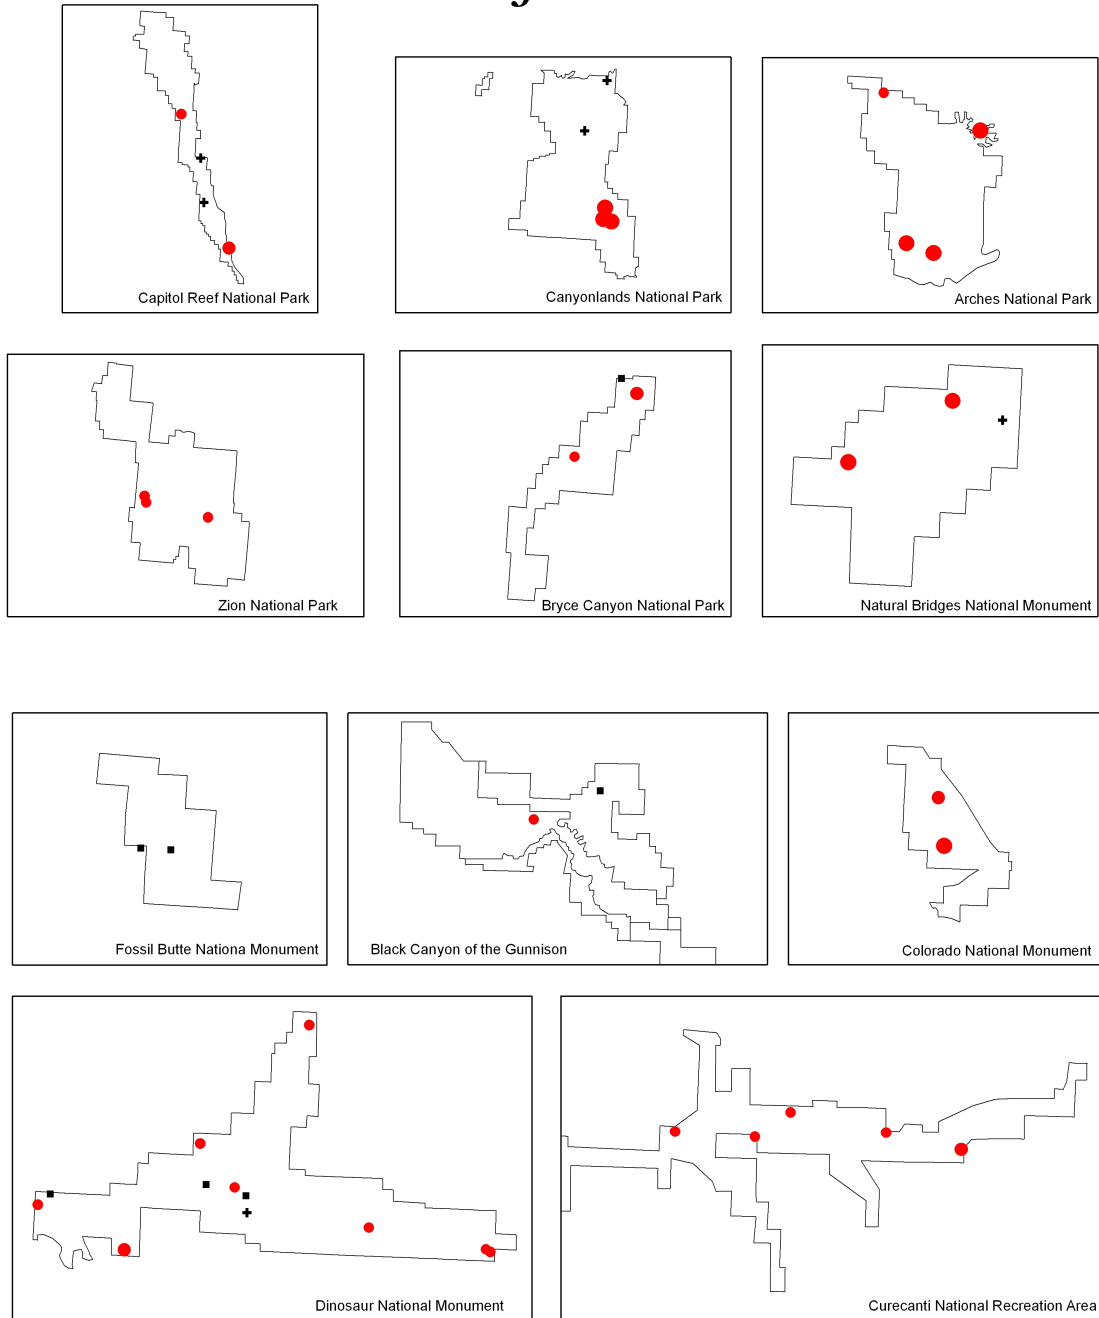 Capitol Reef National Park
Canyonlands National Park
Arches National Park
Zion National Park
Bryce Canyon National Park
Natural Bridges National Monument
Fossil Butte Nationa Monument
Black Canyon of the Gunnison
Colorado National Monument
Dinosaur National Monument
Curecanti National Recreation Area